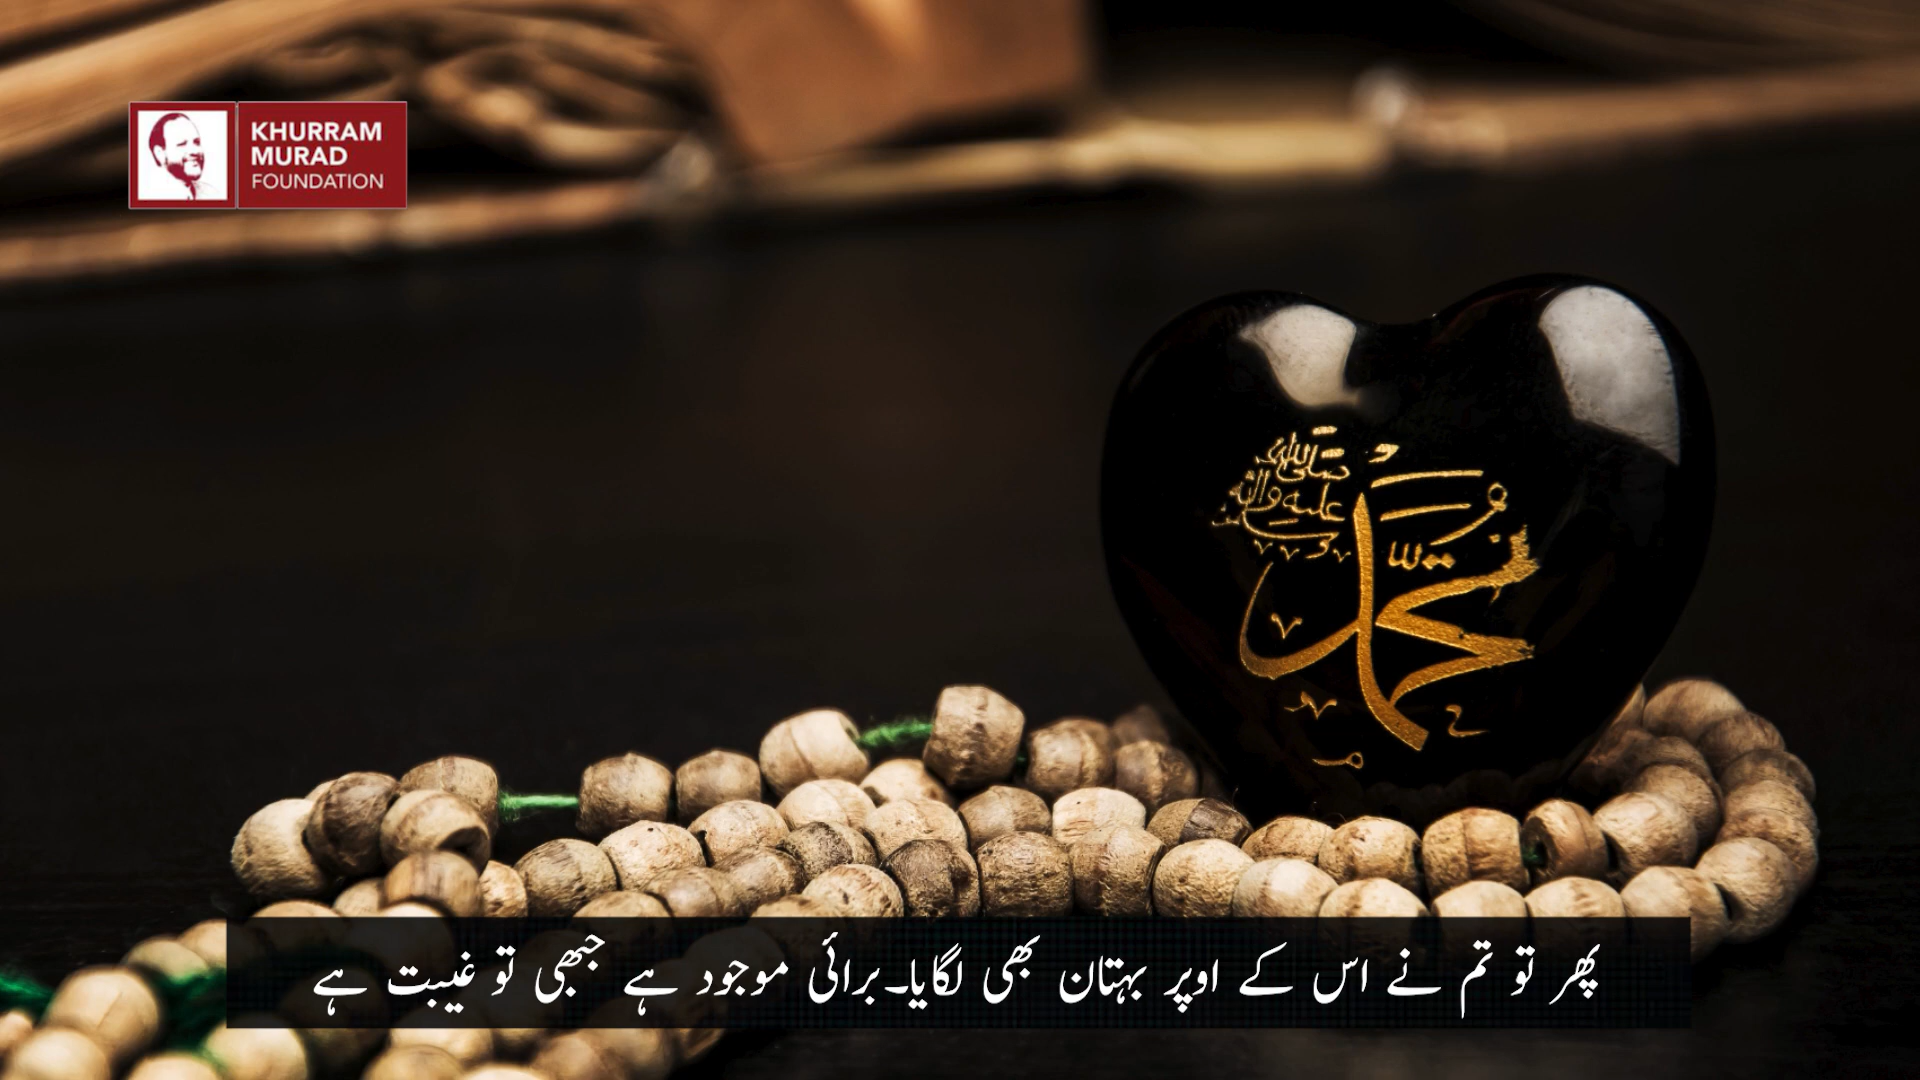 KHURRAM
MURAD
FOUNDATION
صلی اللہ
علیہ وآلہ
محمد
پھر تو تم نے اس کے اوپر بہتان بھی لگایا۔برائی موجود ہے جبھی تو غیبت ہے